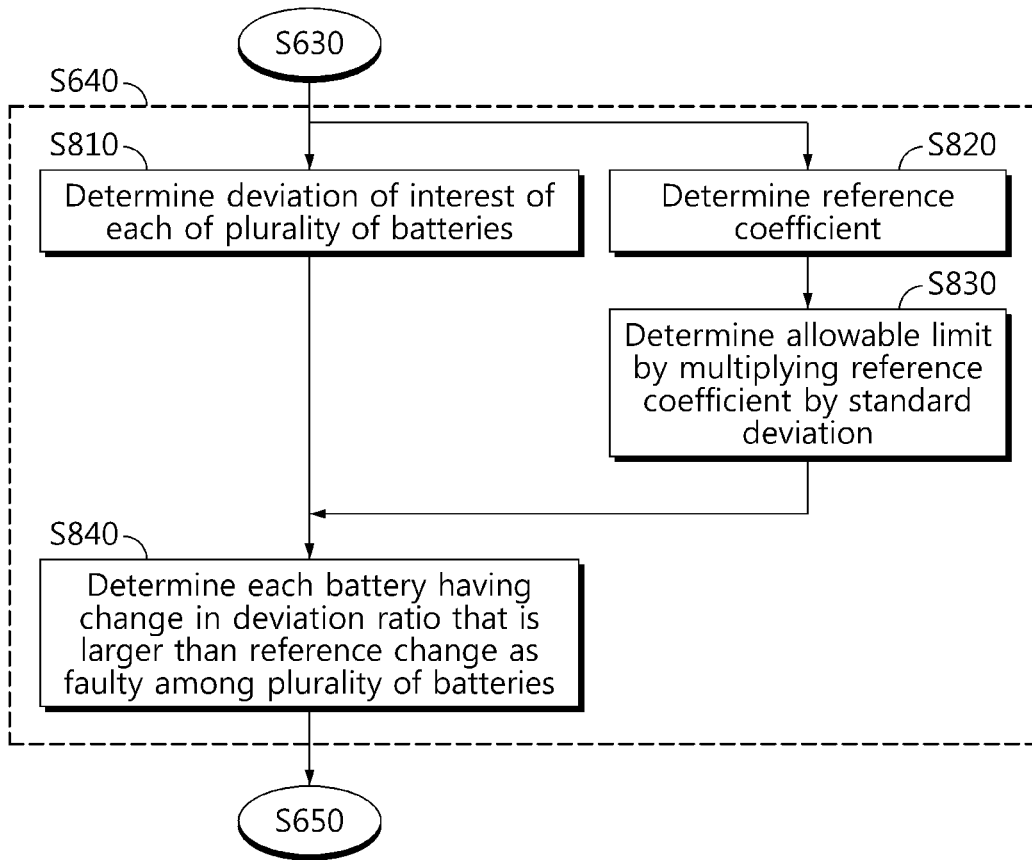 S630
S640
S810
Determine deviation of interest of
each of plurality of batteries
S820
Determine reference
coefficient
S830
Determine allowable limit
by multiplying reference
coefficient by standard
deviation
S840
Determine each battery having
change in deviation ratio that is
larger than reference change as
faulty among plurality of batteries
S650